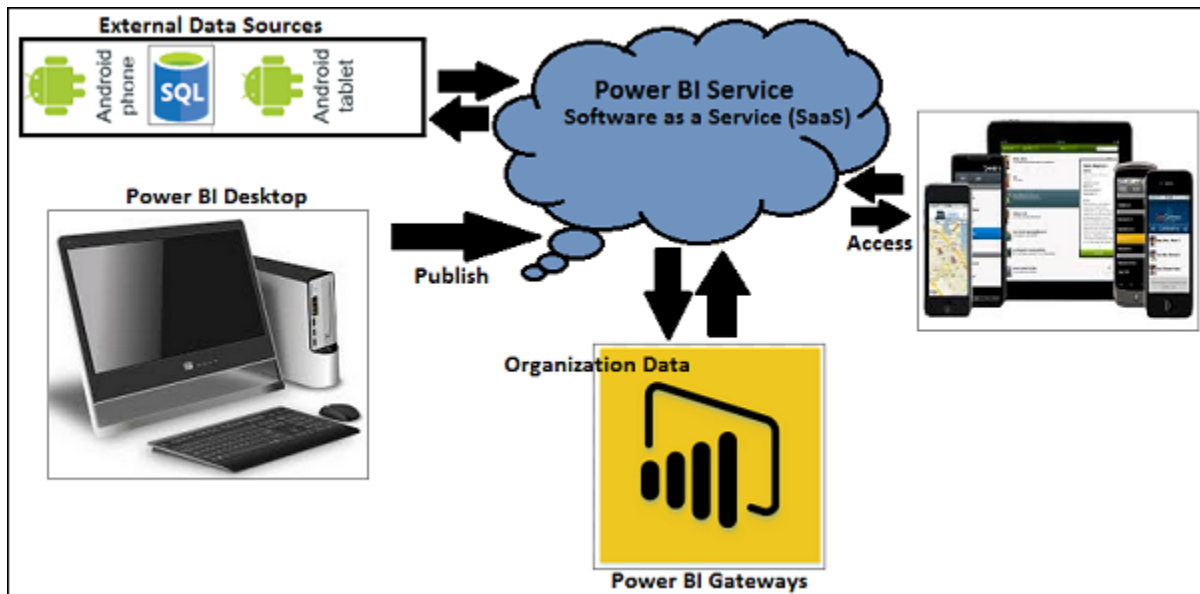 External Data Sources
Android
phone
SQL
Android
tablet
Power BI Service
Software as a Service (SaaS)
Power BI Desktop
Publish
Access
Organization Data
Power BI Gateways